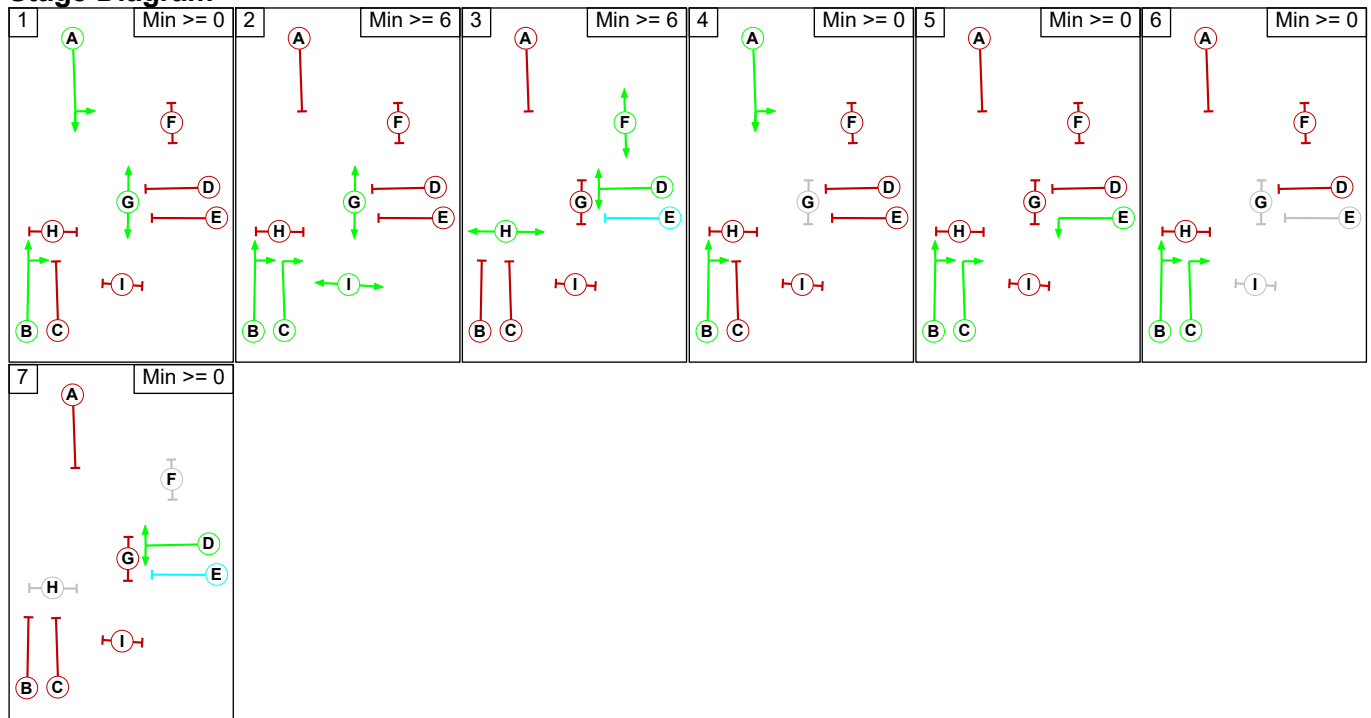 Stage Diagram
1 Min >= 0 2 Min >= 6 3 Min >= 6 4 Min >= 0 5 Min >= 0 6 Min >= 0
A A A A A A
F F F F F F
D D D D D D
G G G G G G
E E E E E E
H H H H H H
I I I I I I
B C B C B C B C B C B C
7 Min >= 0
A
F
D
G
E
H
I
B C